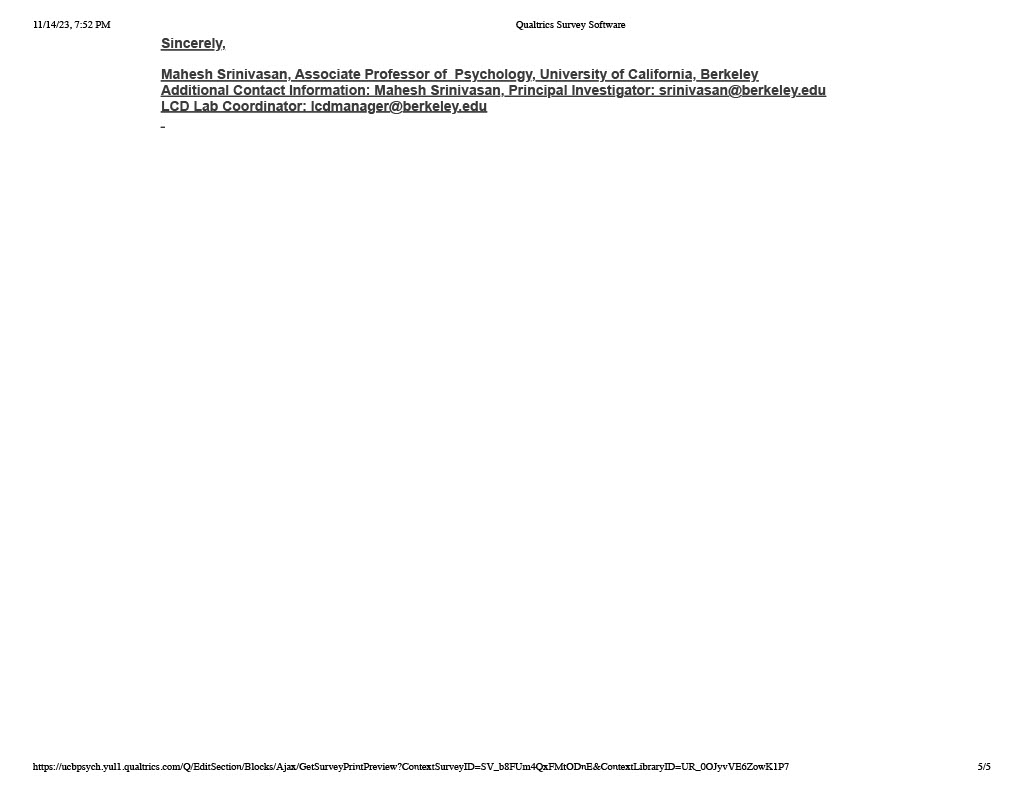 11/14/23, 7:52 PM
Qualtrics Survey Software
Sincerely,
Mahesh Srinivasan, Associate Professor of  Psychology, University of California, Berkeley
Additional Contact Information: Mahesh Srinivasan, Principal Investigator: srinivasan@berkeley.edu
LCD Lab Coordinator: lcdmanager@berkeley.edu
https://ucbpsych.yul1.qualtrics.com/Q/EditSection/Blocks/Ajax/GetSurveyPrintPreview?ContextSurveyID=SV_b8FUm4QxFMtODnE&ContextLibraryID=UR_0OJyvVE6ZowK1P7
5/5